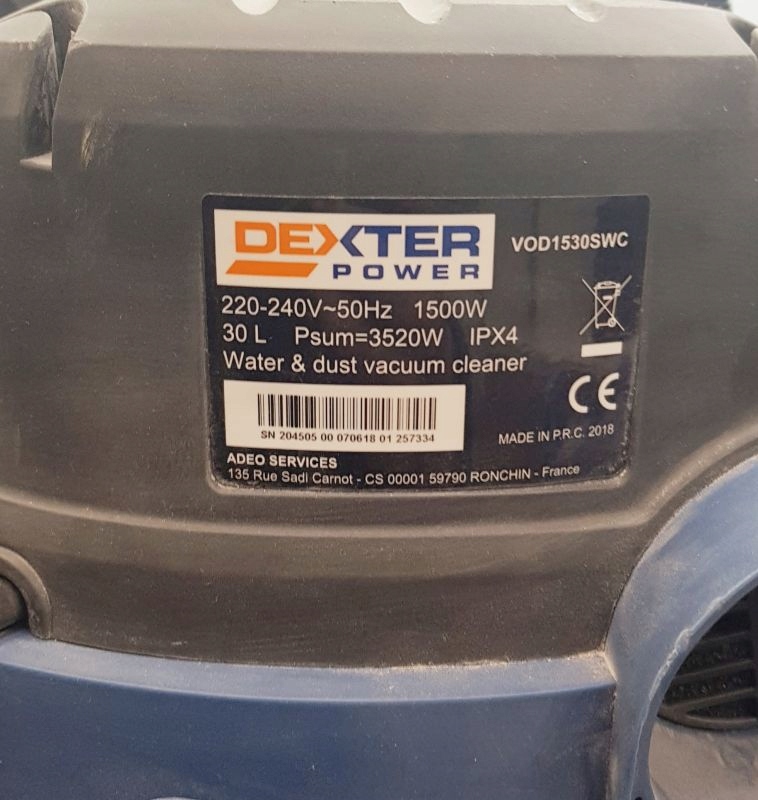 DEXTER
POWER
VOD1530SWC
220-240V~50Hz 1500W
30 L Psum=3520W IPX4
Water & dust vacuum cleaner
CE
SN 204505 00 070618 01 257334
MADE IN P.R.C. 2018
ADEO SERVICES
135 Rue Sadi Carnot - CS 00001 59790 RONCHIN - France